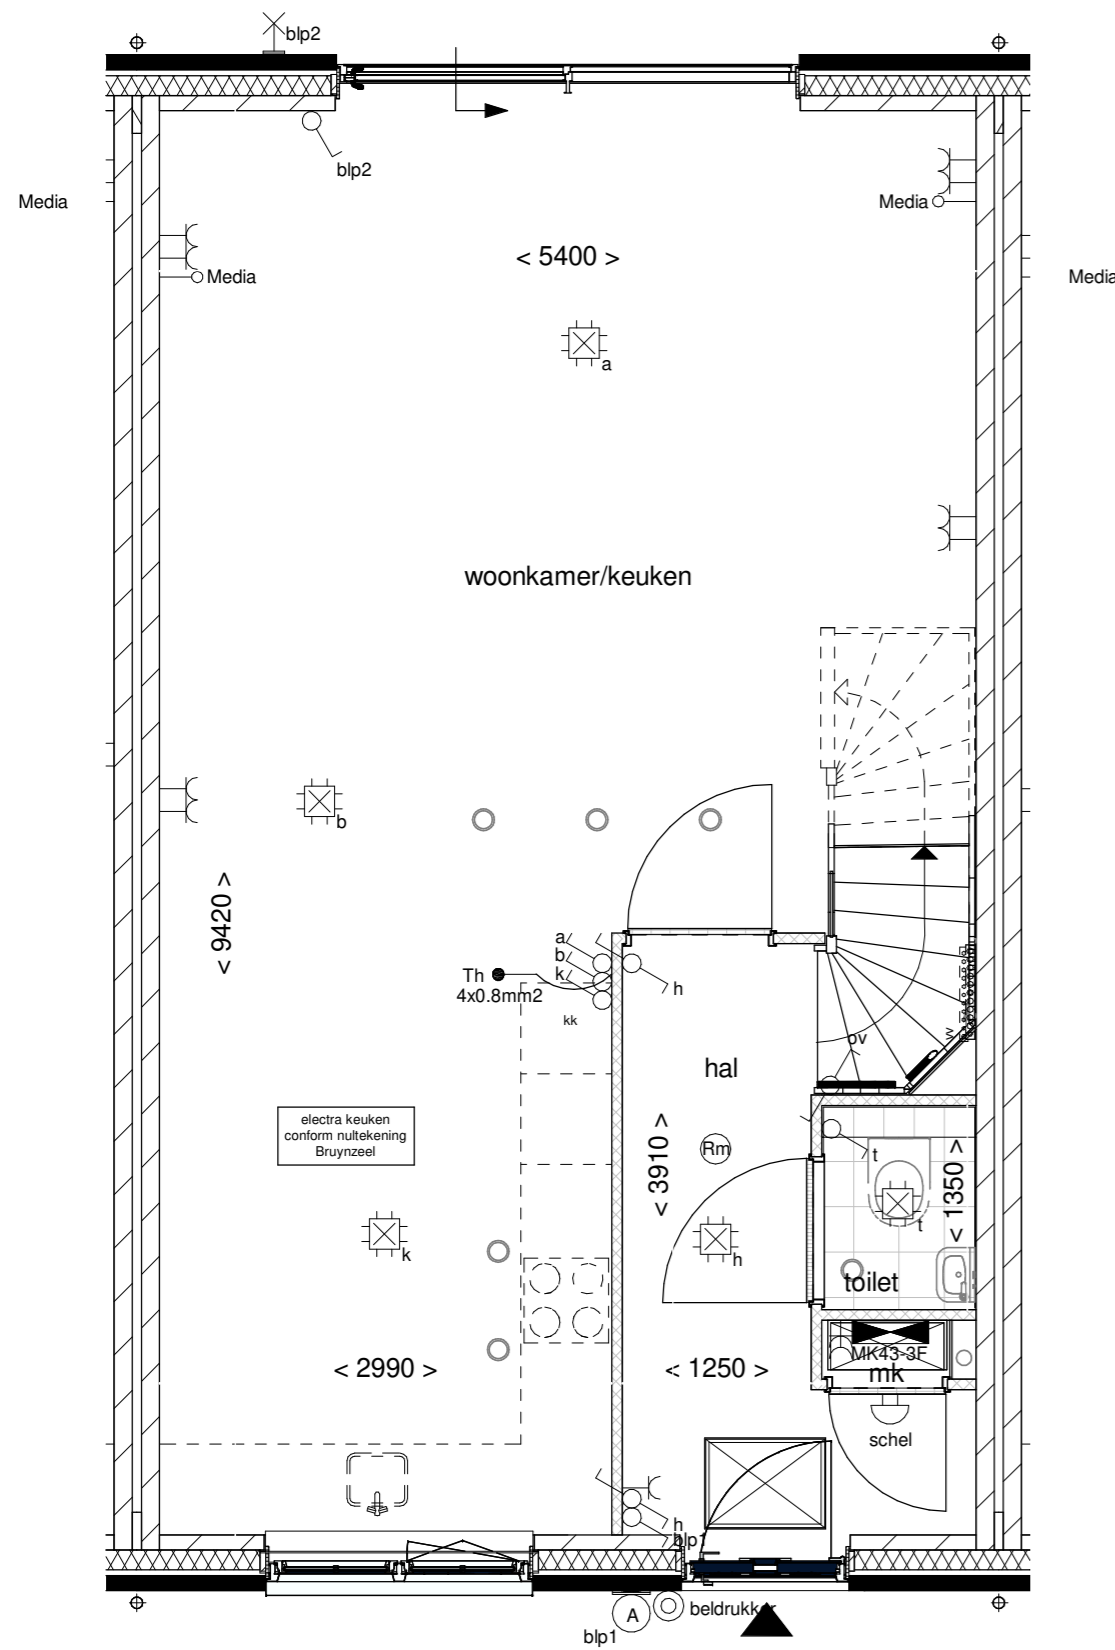 blp2
blp2
Media
Media
Media
Media
< 5400 >
a
woonkamer/keuken
b
< 9420 >
a
b
k
h
Th
4x0.8mm2
kk
ov
w
hal
electra keuken
conform nultekening
Bruynzeel
< 3910 >
Rm
t
< 1350 >
t
k
h
toilet
MK43-3F
mk
< 2990 >
< 1250 >
schel
h
blp1
A
beldrukker
blp1